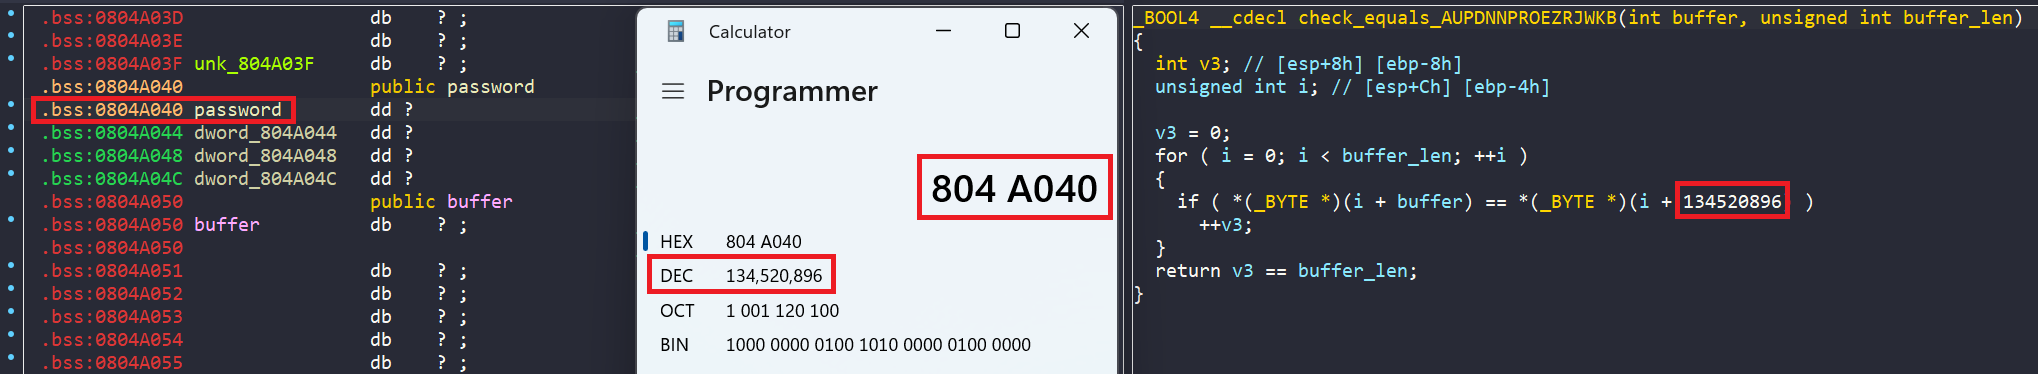 .bss:0804A03D db ? ;
.bss:0804A03E db ? ;
.bss:0804A03F unk_804A03F db ? ;
.bss:0804A040 public password
.bss:0804A040 password dd ?
.bss:0804A044 dword_804A044 dd ?
.bss:0804A048 dword_804A048 dd ?
.bss:0804A04C dword_804A04C dd ?
.bss:0804A050 public buffer
.bss:0804A050 buffer db ? ;
.bss:0804A050
.bss:0804A051 db ? ;
.bss:0804A052 db ? ;
.bss:0804A053 db ? ;
.bss:0804A054 db ? ;
.bss:0804A055 db ? ;
Calculator
Programmer
804 A040
HEX 804 A040
DEC 134,520,896
OCT 1 001 120 100
BIN 1000 0000 0100 1010 0000 0100 0000
_BOOL4 __cdecl check_equals_AUPDNNPROEZRJWKB(int buffer, unsigned int buffer_len)
{
int v3; // [esp+8h] [ebp-8h]
unsigned int i; // [esp+Ch] [ebp-4h]
v3 = 0;
for ( i = 0; i < buffer_len; ++i )
{
if ( *(_BYTE *)(i + buffer) == *(_BYTE *)(i + 134520896) )
++v3;
}
return v3 == buffer_len;
}